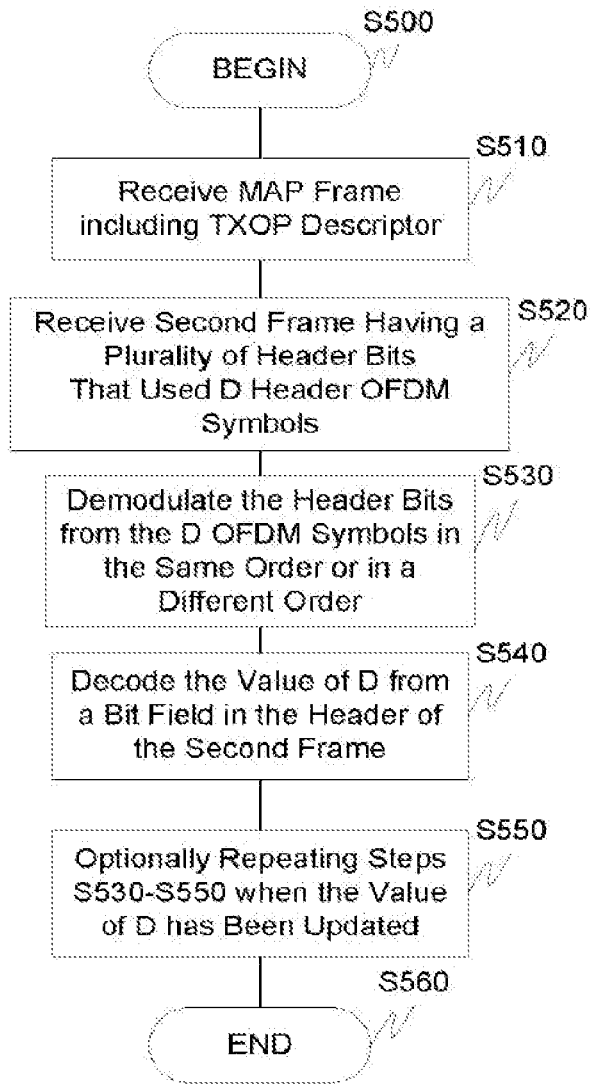 S500
BEGIN
S510
Receive MAP Frame
including TXOP Descriptor
S520
Receive Second Frame Having a
Plurality of Header Bits
That Used D Header OFDM
Symbols
S530
Demodulate the Header Bits
from the D OFDM Symbols in
the Same Order or in a
Different Order
S540
Decode the Value of D from
a Bit Field in the Header of
the Second Frame
S550
Optionally Repeating Steps
S530-S550 when the Value
of D has Been Updated
S560
END